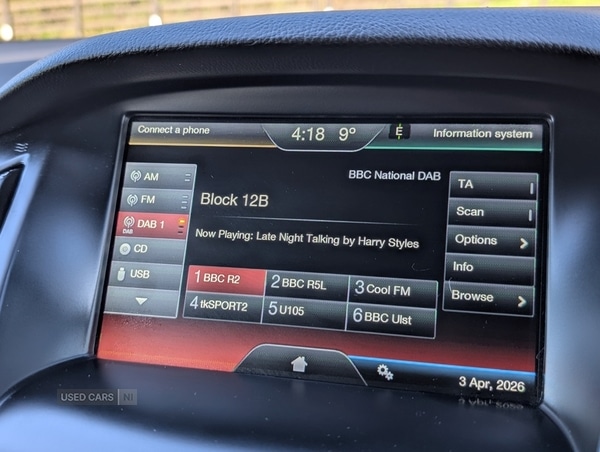 Connect a phone
4:18 9°
E
Information system
AM
FM
DAB 1
DAB
CD
USB
BBC National DAB
Block 12B
Now Playing: Late Night Talking by Harry Styles
1 BBC R2
2 BBC R5L
3 Cool FM
4 tkSPORT2
5 U105
6 BBC Ulst
TA
Scan
Options
Info
Browse
3 Apr, 2026
USED CARS NI